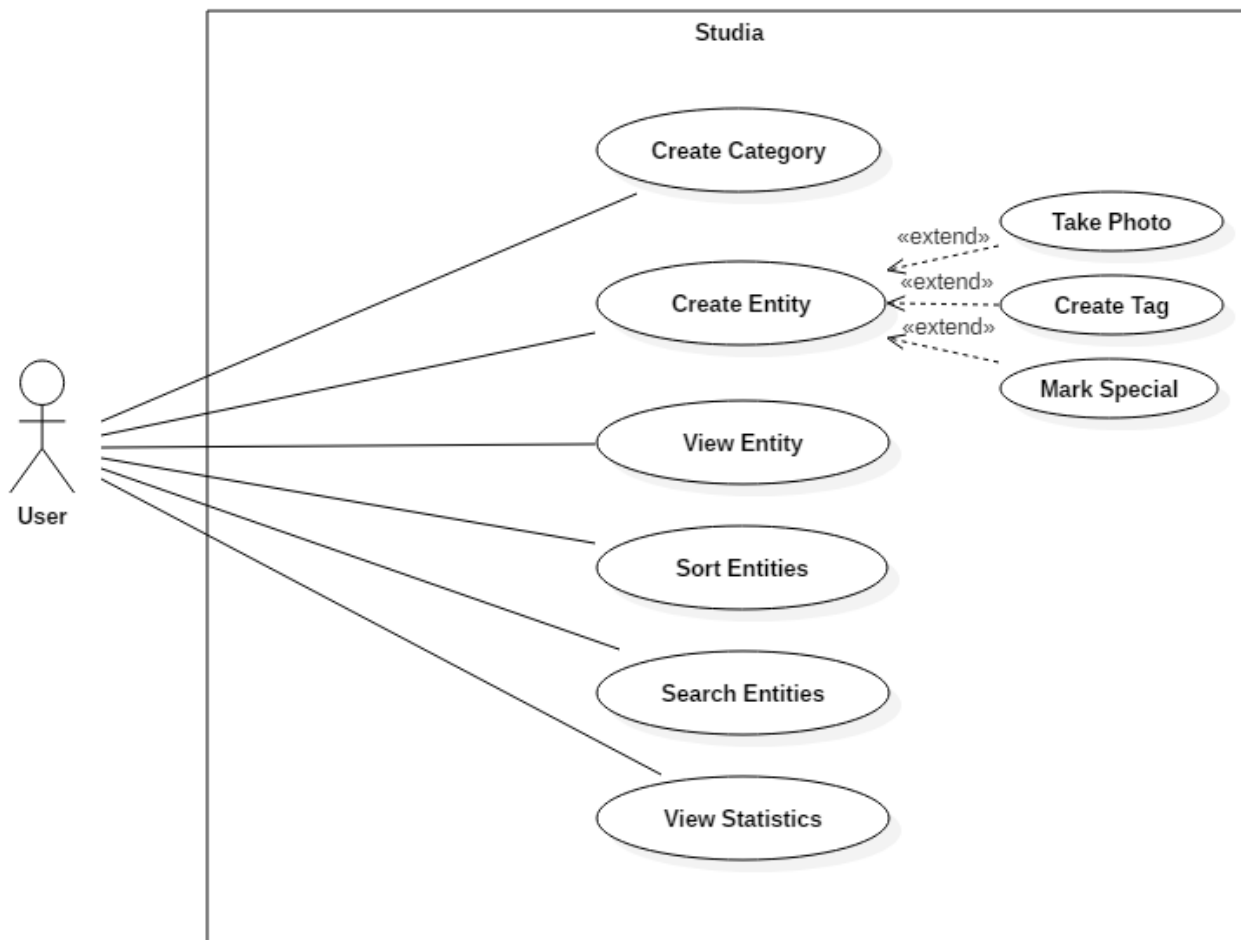 Studia
Create Category
Take Photo
«extend»
Create Entity
«extend»
Create Tag
«extend»
Mark Special
View Entity
User
Sort Entities
Search Entities
View Statistics